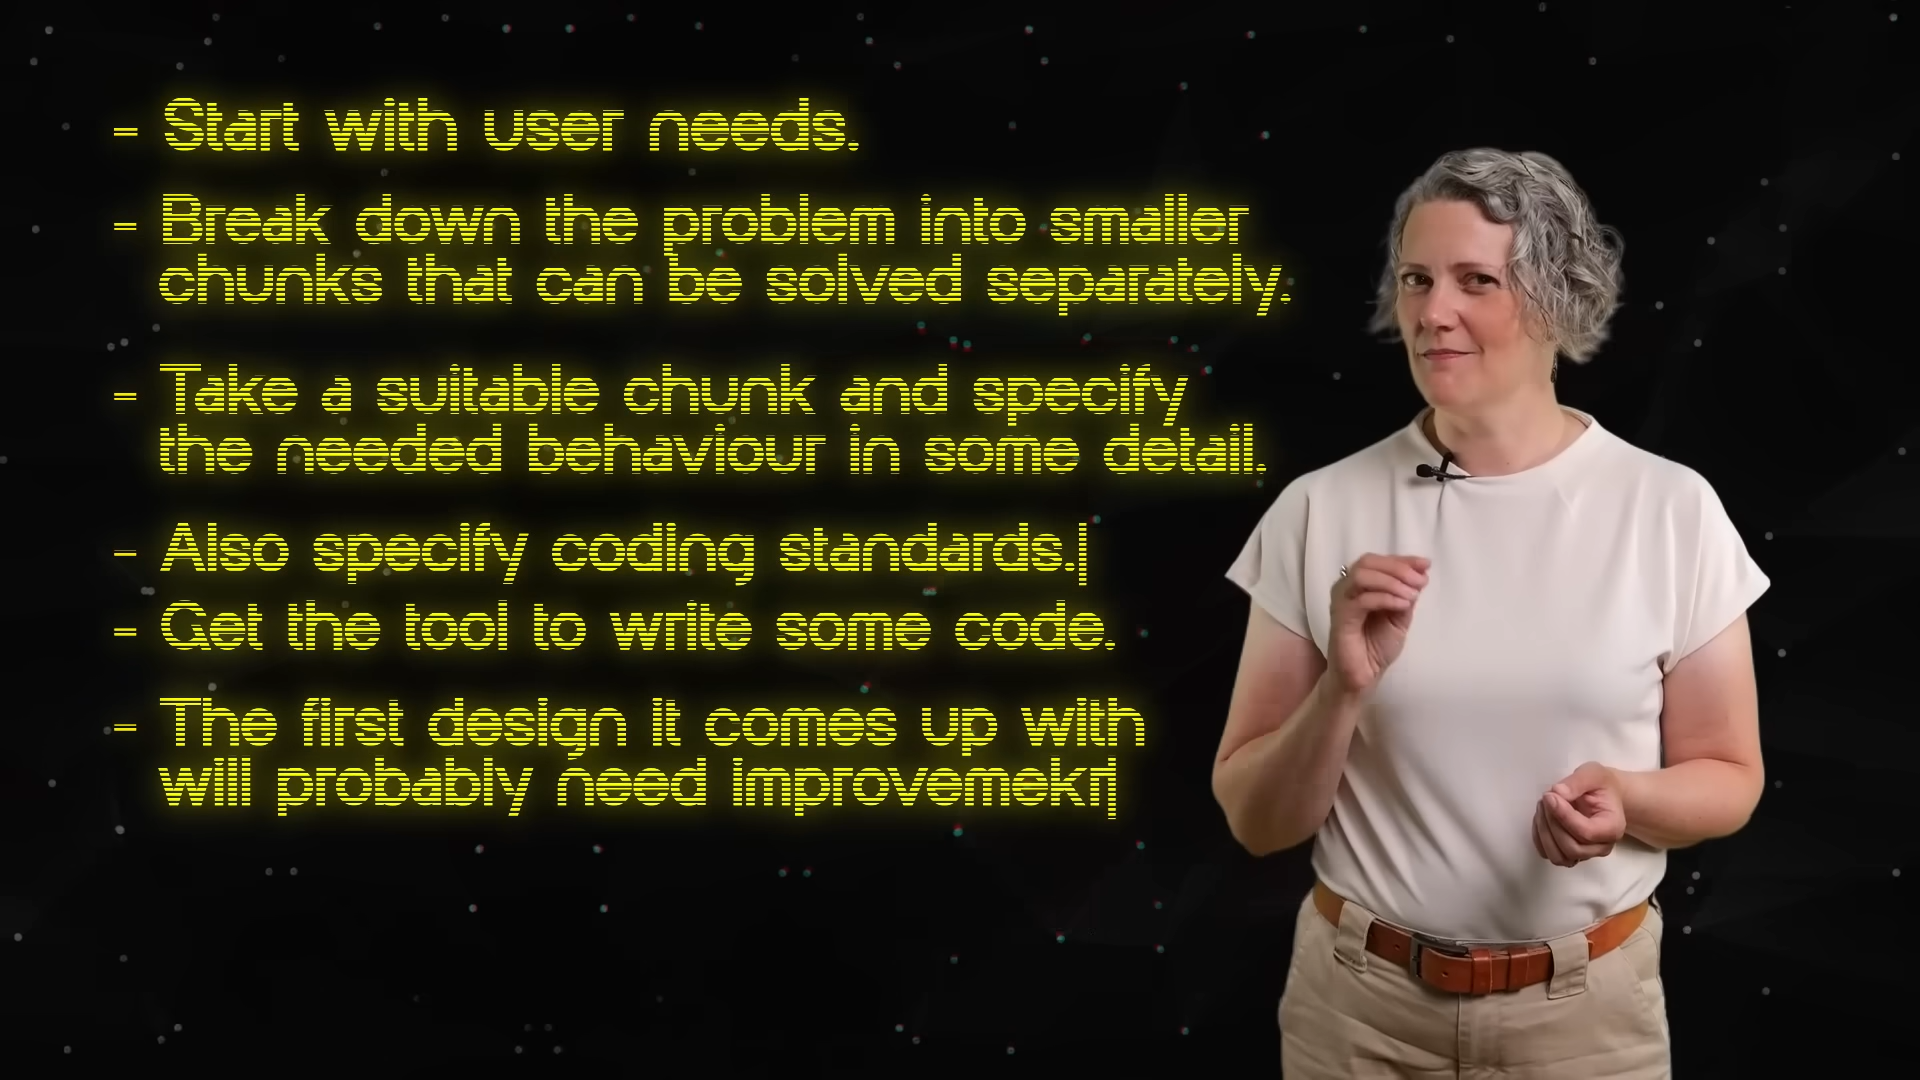 - Start with user needs.
- Break down the problem into smaller
chunks that can be solved separately.
- Take a suitable chunk and specify
the needed behaviour in some detail.
- Also specify coding standards.|
- Get the tool to write some code.
- The first design it comes up with
will probably need